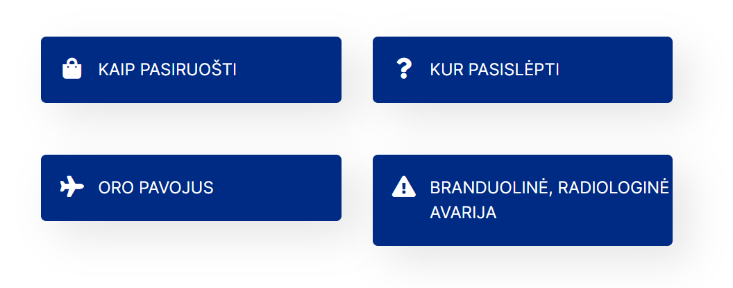 KAIP PASIRUOŠTI
KUR PASISLĖPTI
ORO PAVOJUS
BRANDUOLINĖ, RADIOLOGINĖ
AVARIJA